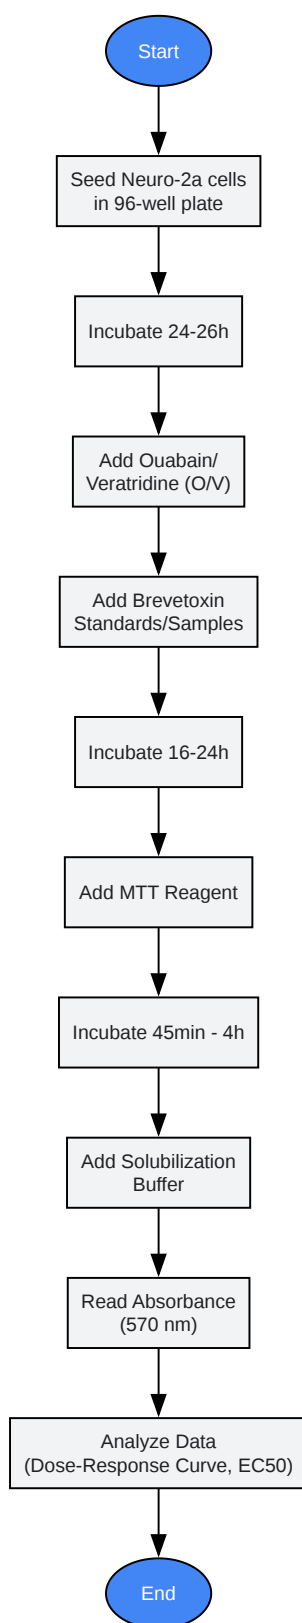 Start
Seed Neuro-2a cells
in 96-well plate
Incubate 24-26h
Add Ouabain/
Veratridine (O/V)
Add Brevetoxin
Standards/Samples
Incubate 16-24h
Add MTT Reagent
Incubate 45min - 4h
Add Solubilization
Buffer
Read Absorbance
(570 nm)
Analyze Data
(Dose-Response Curve, EC50)
End